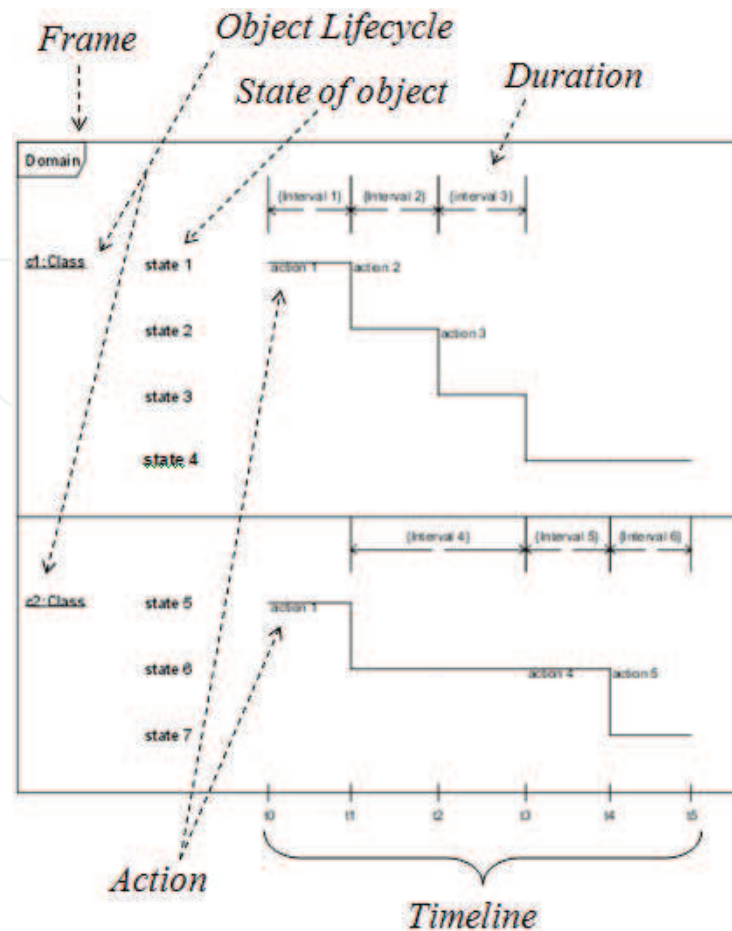 Frame
Object Lifecycle
State of object
Duration
Domain
{Interval 1} {Interval 2} {interval 3}
c1:Class
state 1
action 1
action 2
state 2
action 3
state 3
state 4
{Interval 4} {Interval 5} {Interval 6}
c2:Class
state 5
action 1
state 6
action 4
action 5
state 7
t0 t1 t2 t3 t4 t5
Action
Timeline